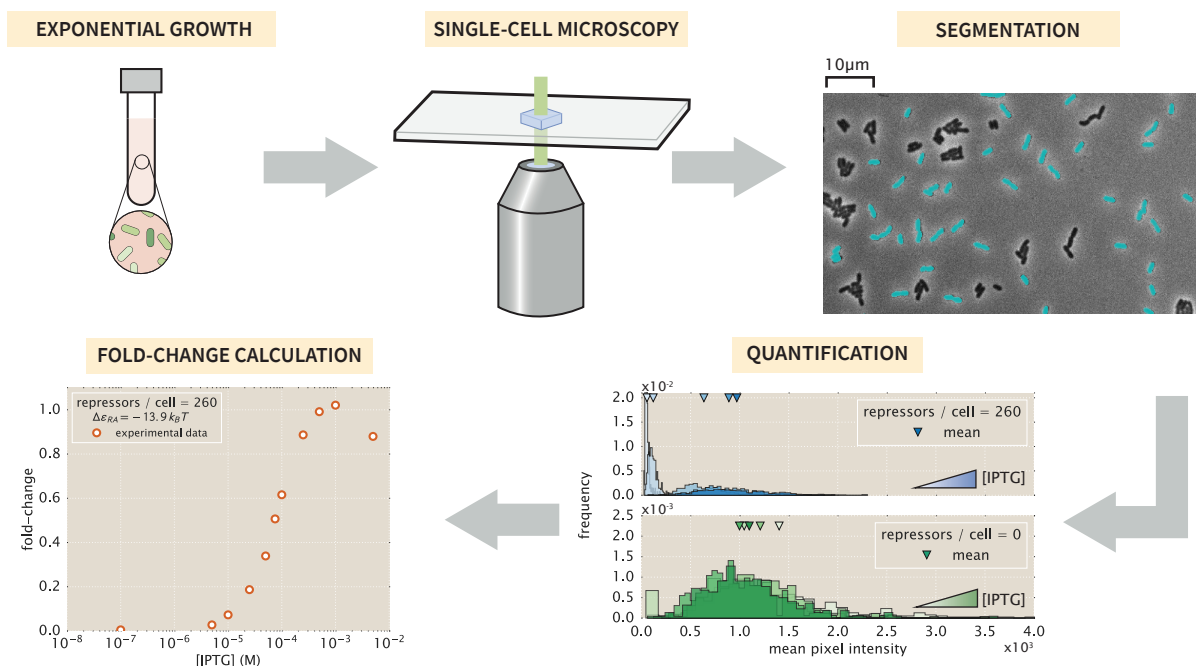 EXPONENTIAL GROWTH
SINGLE-CELL MICROSCOPY
SEGMENTATION
10μm
FOLD-CHANGE CALCULATION
1.0
0.8
0.6
0.4
0.2
0.0
fold-change
repressors / cell = 260
Δε_RA = −13.9 k_BT
experimental data
10⁻⁸
10⁻⁷
10⁻⁶
10⁻⁵
10⁻⁴
10⁻³
10⁻²
[IPTG] (M)
QUANTIFICATION
x10⁻²
2.0
1.5
1.0
0.5
0.0
repressors / cell = 260
mean
[IPTG]
frequency
x10⁻³
2.5
2.0
1.5
1.0
0.5
0.0
repressors / cell = 0
mean
[IPTG]
0.0 0.5 1.0 1.5 2.0 2.5 3.0 3.5 4.0
x10³
mean pixel intensity